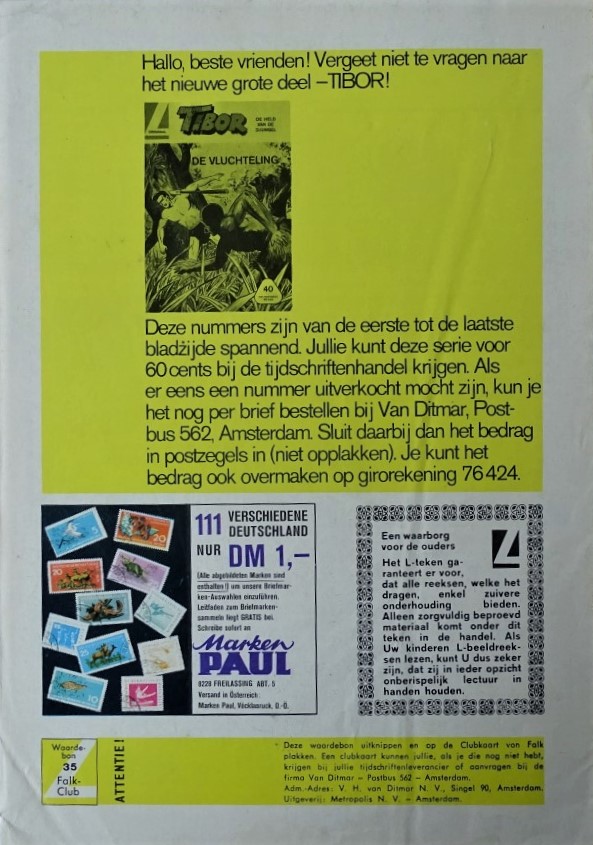 Hallo, beste vrienden! Vergeet niet te vragen naar
het nieuwe grote deel –TIBOR!
TIBOR
DE HELD
VAN DE
DSJUNGEL
DE VLUCHTELING
40
Deze nummers zijn van de eerste tot de laatste
bladzijde spannend. Jullie kunt deze serie voor
60 cents bij de tijdschriftenhandel krijgen. Als
er eens een nummer uitverkocht mocht zijn, kun je
het nog per brief bestellen bij Van Ditmar, Post-
bus 562, Amsterdam. Sluit daarbij dan het bedrag
in postzegels in (niet opplakken). Je kunt het
bedrag ook overmaken op girorekening 76424.
20
30
10
111 VERSCHIEDENE
DEUTSCHLAND
NUR DM 1,–
(Alle abgebildeten Marken sind
enthalten!) um unsere Briefmar-
ken-Auswahlen einzuführen.
Leitfaden zum Briefmarken-
sammeln liegt GRATIS bei.
Schreibe sofort an
Marken
PAUL
8228 FREILASSING ABT. 5
Versand in Österreich:
Marken Paul, Vöcklabruck, O.-Ö.
Een waarborg
voor de ouders
L
Het L-teken ga-
ranteert er voor,
dat alle reeksen, welke het
dragen, enkel zuivere
onderhouding bieden.
Alleen zorgvuldig beproevd
materiaal komt onder dit
teken in de handel. Als
Uw kinderen L-beeldreek-
sen lezen, kunt U dus zeker
zijn, dat zij in ieder opzicht
onberispelijk lectuur in
handen houden.
Waarde-
bon
35
Falk-
Club
ATTENTIE!
Deze waardebon uitknippen en op de Clubkaart van Falk
plakken. Een clubkaart kunnen jullie, als je die nog niet hebt,
krijgen bij jullie tijdschriftenleverancier of aanvragen bij de
firma Van Ditmar – Postbus 562 – Amsterdam.
Adm.-Adres: V. H. van Ditmar N. V., Singel 90, Amsterdam.
Uitgeverij: Metropolis N. V. – Amsterdam.